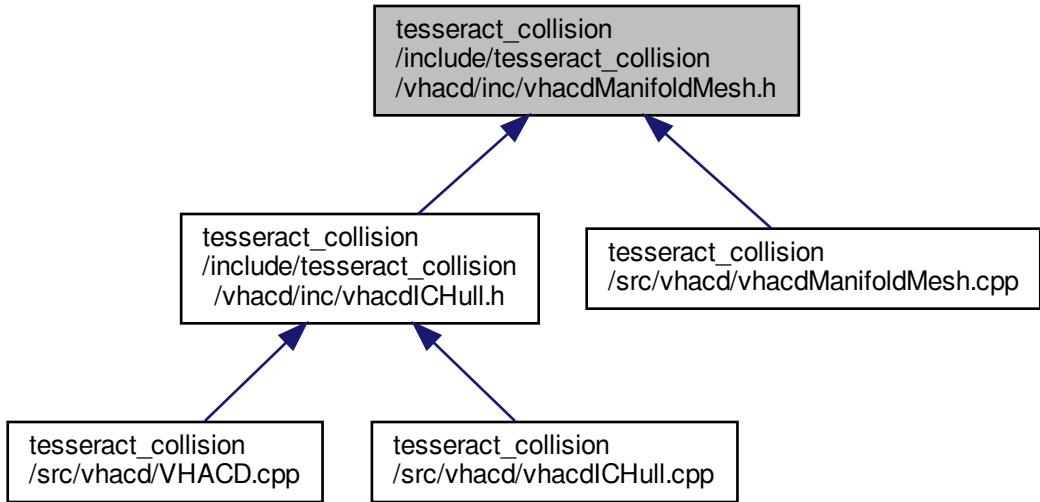 tesseract_collision
/include/tesseract_collision
/vhacd/inc/vhacdManifoldMesh.h
tesseract_collision
/include/tesseract_collision
/vhacd/inc/vhacdICHull.h
tesseract_collision
/src/vhacd/vhacdManifoldMesh.cpp
tesseract_collision
/src/vhacd/VHACD.cpp
tesseract_collision
/src/vhacd/vhacdICHull.cpp